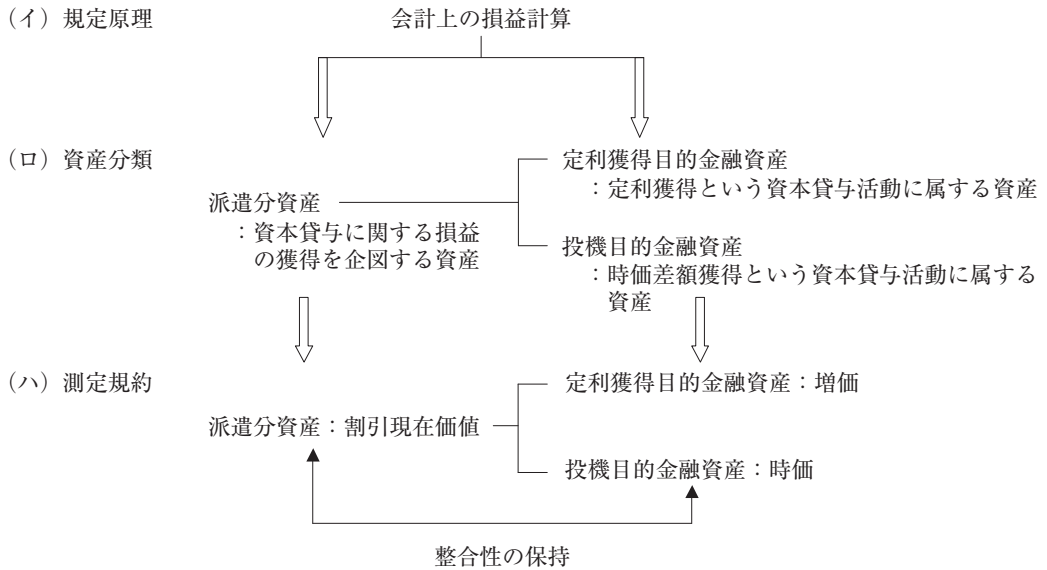 （イ）規定原理
会計上の損益計算
（ロ）資産分類
定利獲得目的金融資産
：定利獲得という資本貸与活動に属する資産
派遣分資産
：資本貸与に関する損益
の獲得を企図する資産
投機目的金融資産
：時価差額獲得という資本貸与活動に属する
資産
（ハ）測定規約
定利獲得目的金融資産：増価
派遣分資産：割引現在価値
投機目的金融資産：時価
整合性の保持